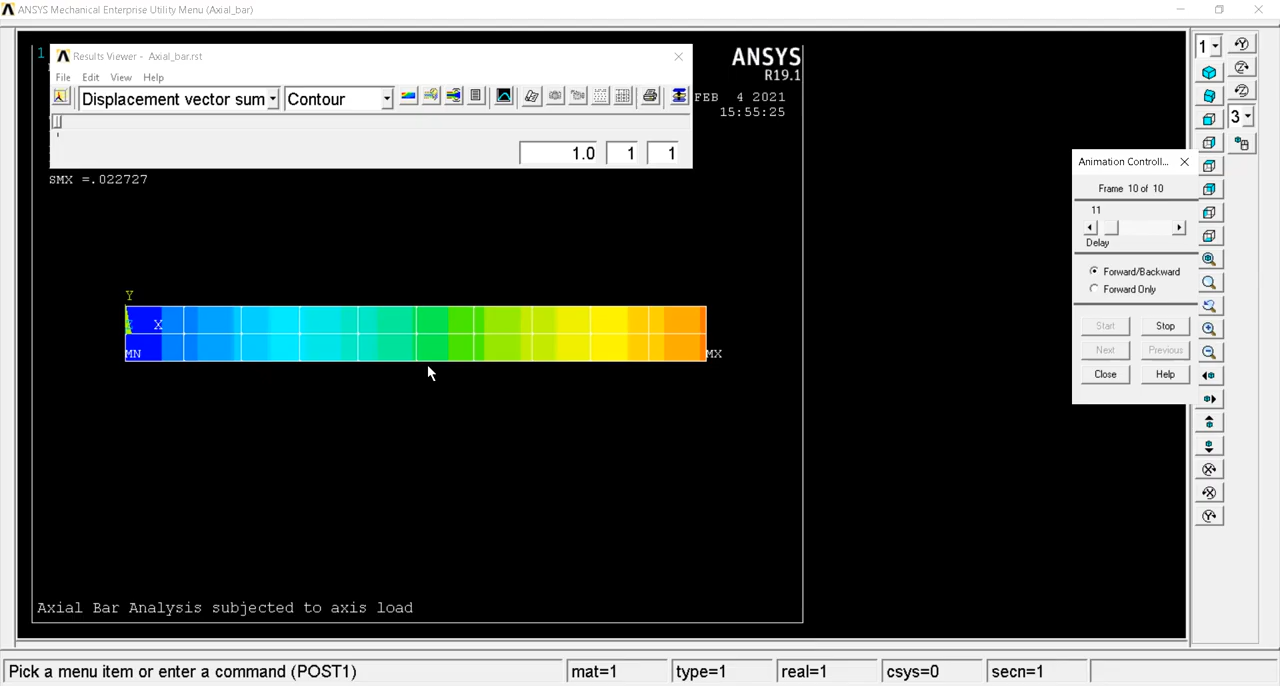 ANSYS Mechanical Enterprise Utility Menu (Axial_bar)
1
Results Viewer - Axial_bar.rst
File Edit View Help
Displacement vector sum Contour
1.0 1 1
SMX =.022727
ANSYS
R19.1
FEB 4 2021
15:55:25
Y
X
MN
MX
Axial Bar Analysis subjected to axis load
Animation Controll...
Frame 10 of 10
11
Delay
Forward/Backward
Forward Only
Start Stop
Next Previous
Close Help
1
3
Pick a menu item or enter a command (POST1) mat=1 type=1 real=1 csys=0 secn=1